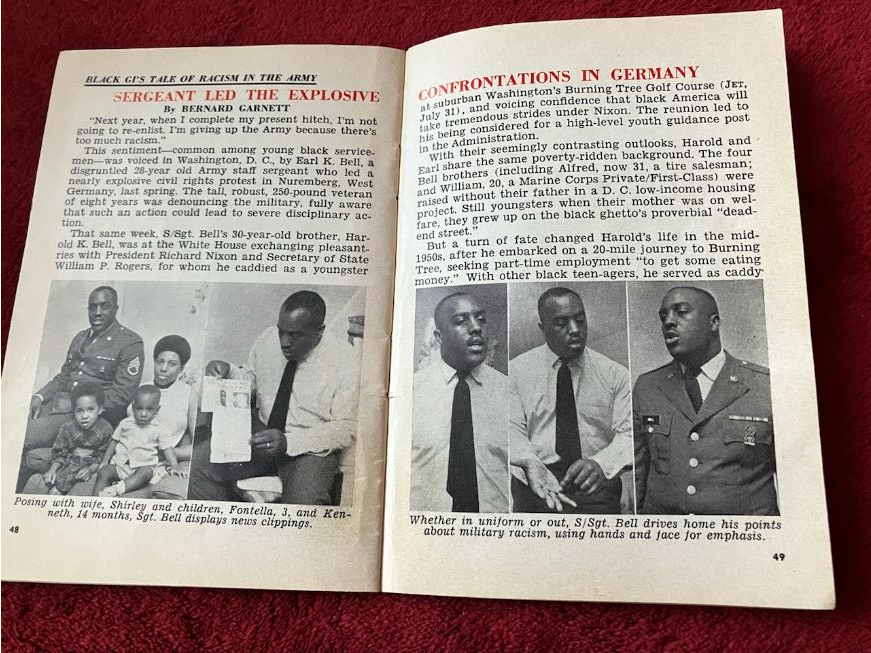 BLACK GI'S TALE OF RACISM IN THE ARMY
SERGEANT LED THE EXPLOSIVE
By BERNARD GARNETT
"Next year, when I complete my present hitch, I'm not
going to re-enlist. I'm giving up the Army because there's
too much racism."
This sentiment—common among young black service-
men—was voiced in Washington, D. C., by Earl K. Bell, a
disgruntled 28-year old Army staff sergeant who led a
nearly explosive civil rights protest in Nuremberg, West
Germany, last spring. The tall, robust, 250-pound veteran
of eight years was denouncing the military, fully aware
that such an action could lead to severe disciplinary ac-
tion.
That same week, S/Sgt. Bell's 30-year-old brother, Har-
old K. Bell, was at the White House exchanging pleasant-
ries with President Richard Nixon and Secretary of State
William P. Rogers, for whom he caddied as a youngster
Posing with wife, Shirley and children, Fontella, 3, and Ken-
neth, 14 months, Sgt. Bell displays news clippings.
48
CONFRONTATIONS IN GERMANY
at suburban Washington's Burning Tree Golf Course (JET,
July 31), and voicing confidence that black America will
take tremendous strides under Nixon. The reunion led to
his being considered for a high-level youth guidance post
in the Administration.
With their seemingly contrasting outlooks, Harold and
Earl share the same poverty-ridden background. The four
Bell brothers (including Alfred, now 31, a tire salesman;
and William, 20, a Marine Corps Private/First-Class) were
raised without their father in a D. C. low-income housing
project. Still youngsters when their mother was on wel-
fare, they grew up on the black ghetto's proverbial "dead-
end street."
But a turn of fate changed Harold's life in the mid-
1950s, after he embarked on a 20-mile journey to Burning
Tree, seeking part-time employment "to get some eating
money." With other black teen-agers, he served as caddy
BELL
Whether in uniform or out, S/Sgt. Bell drives home his points
about military racism, using hands and face for emphasis.
49